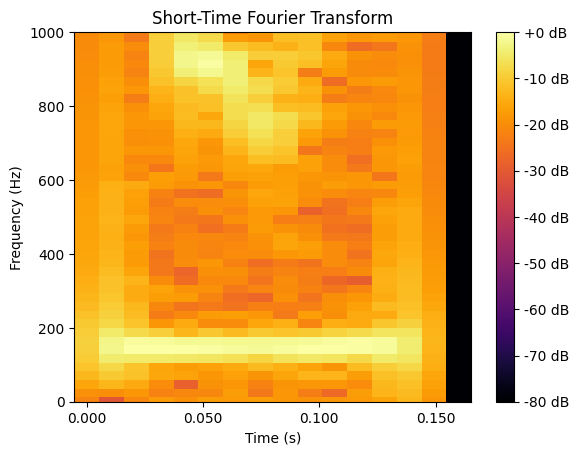 Short-Time Fourier Transform
1000
800
600
400
200
0
Frequency (Hz)
0.000
0.050
0.100
0.150
Time (s)
+0 dB
-10 dB
-20 dB
-30 dB
-40 dB
-50 dB
-60 dB
-70 dB
-80 dB